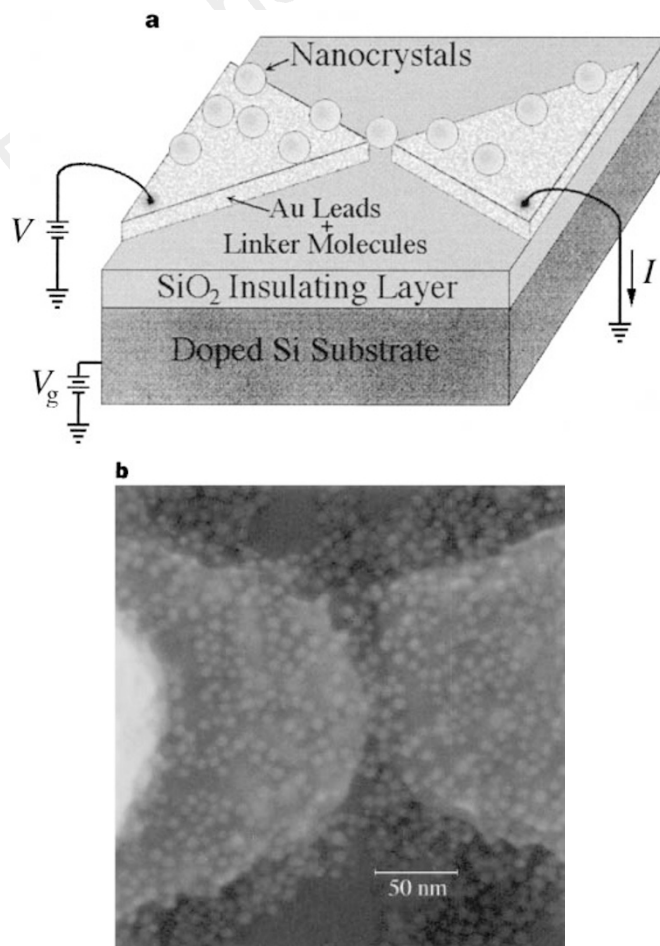 a
Nanocrystals
Au Leads
+
Linker Molecules
V
I
SiO₂ Insulating Layer
Doped Si Substrate
Vg
b
50 nm